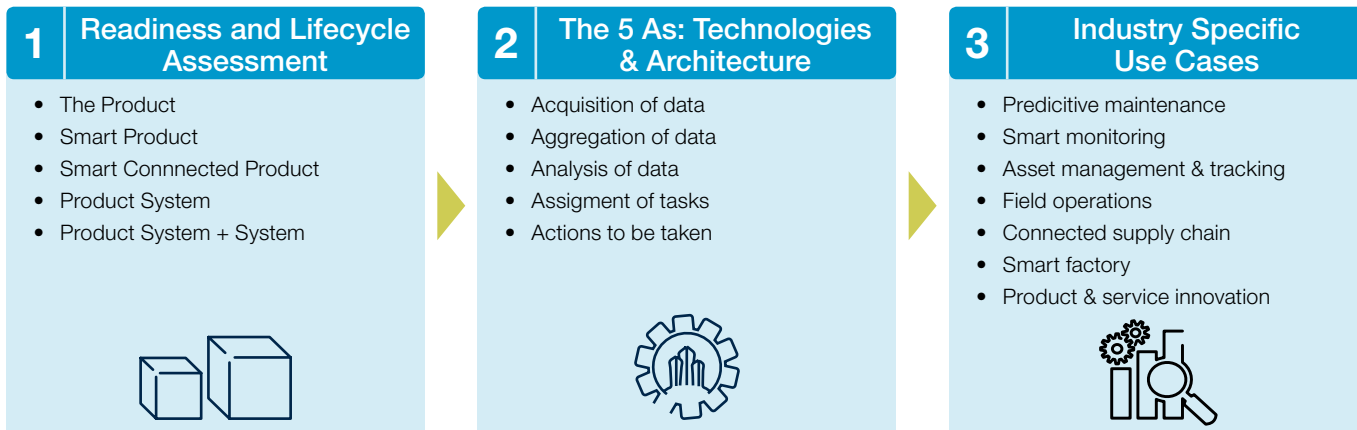 1
Readiness and Lifecycle
Assessment
• The Product
• Smart Product
• Smart Connnected Product
• Product System
• Product System + System
2
The 5 As: Technologies
& Architecture
• Acquisition of data
• Aggregation of data
• Analysis of data
• Assigment of tasks
• Actions to be taken
3
Industry Specific
Use Cases
• Predicitive maintenance
• Smart monitoring
• Asset management & tracking
• Field operations
• Connected supply chain
• Smart factory
• Product & service innovation